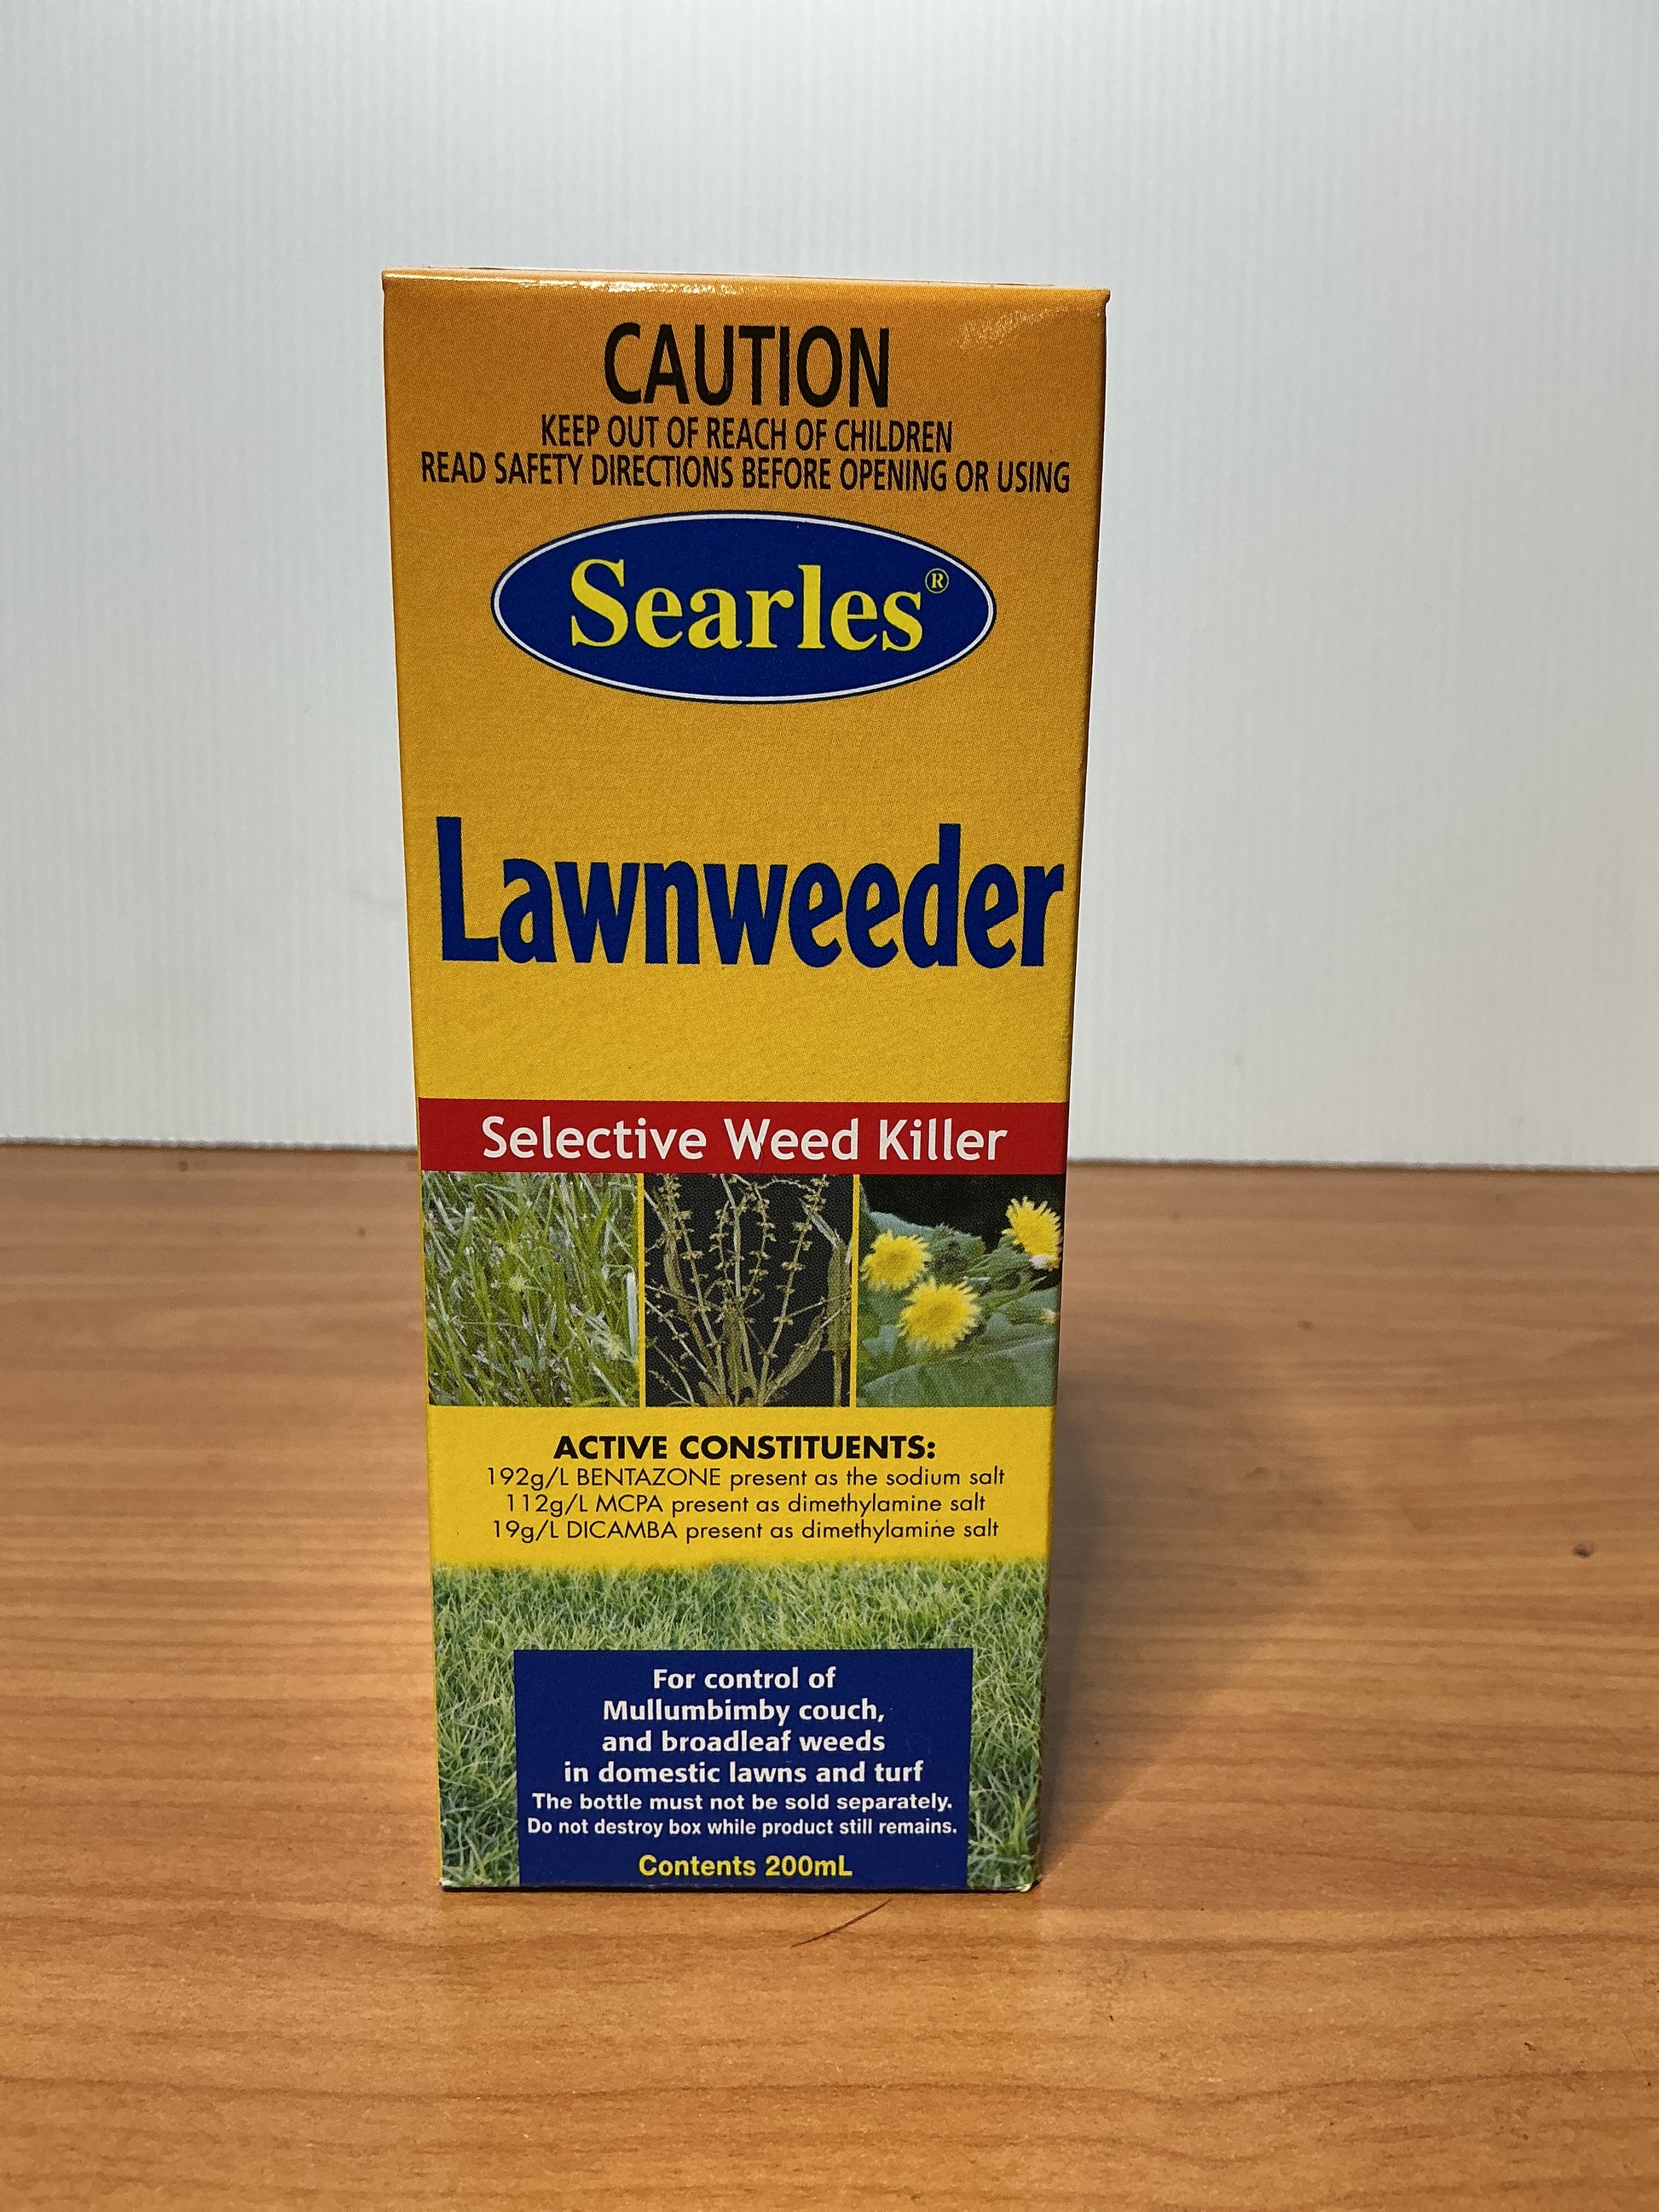 CAUTION
KEEP OUT OF REACH OF CHILDREN
READ SAFETY DIRECTIONS BEFORE OPENING OR USING
Searles®
Lawnweeder
Selective Weed Killer
ACTIVE CONSTITUENTS:
192g/L BENTAZONE present as the sodium salt
112g/L MCPA present as dimethylamine salt
19g/L DICAMBA present as dimethylamine salt
For control of
Mullumbimby couch,
and broadleaf weeds
in domestic lawns and turf
The bottle must not be sold separately.
Do not destroy box while product still remains.
Contents 200mL